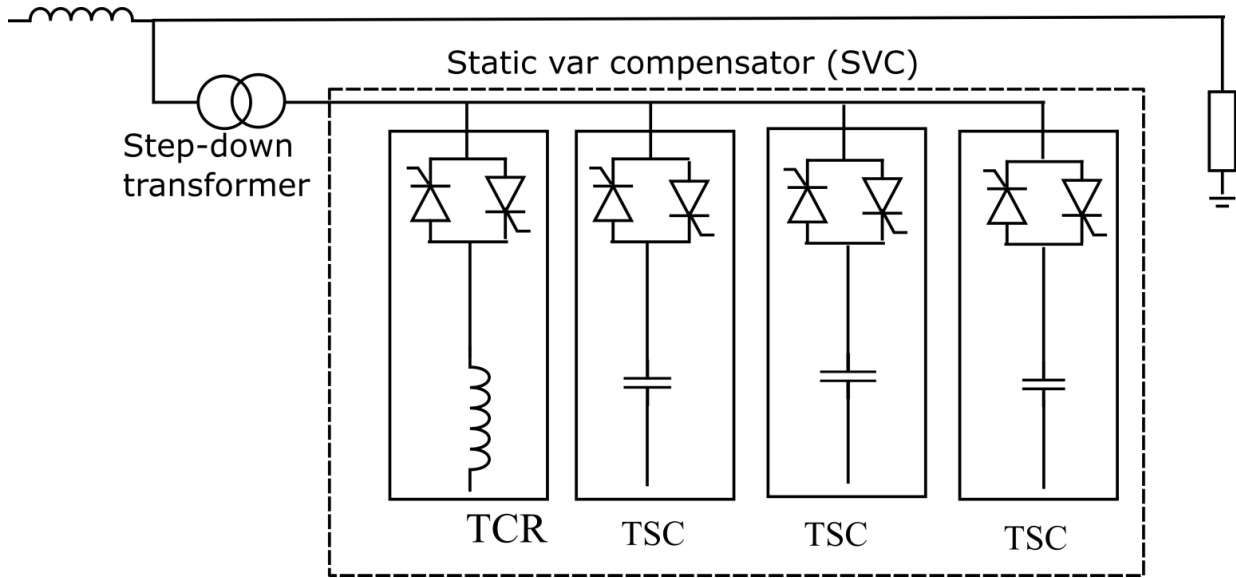 Static var compensator (SVC)
Step-down
transformer
TCR
TSC
TSC
TSC